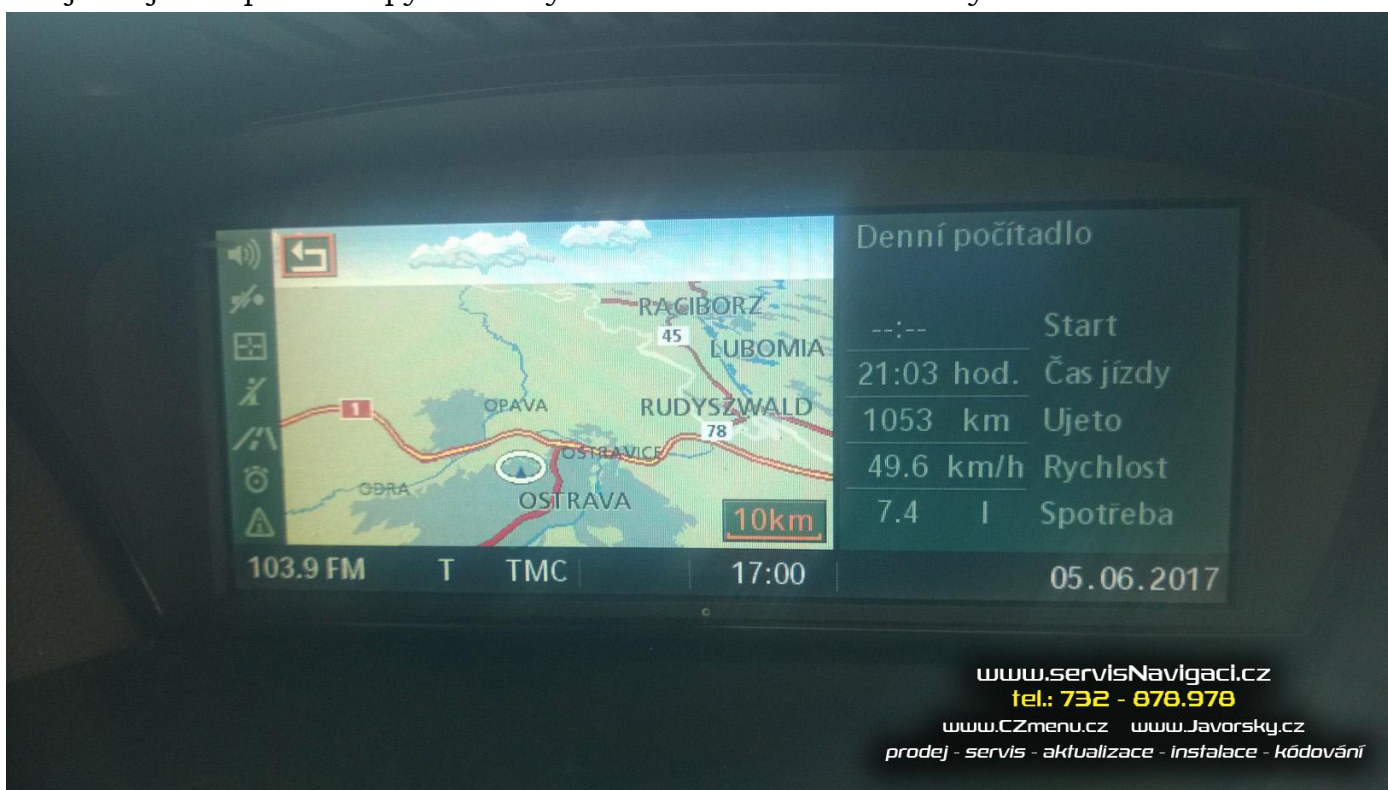 Denní počítadlo
RACIBORZ
45
LUBOMIA
--:-- Start
21:03 hod. Čas jízdy
1 OPAVA RUDYSZWALD
78
1053 km Ujeto
OSTRAVICE
49.6 km/h Rychlost
ODRA
OSTRAVA
10km
7.4 l Spotřeba
103.9 FM T TMC 17:00 05.06.2017
www.servisNavigaci.cz
tel.: 732 - 878.978
www.CZmenu.cz www.Javorsky.cz
prodej - servis - aktualizace - instalace - kódování